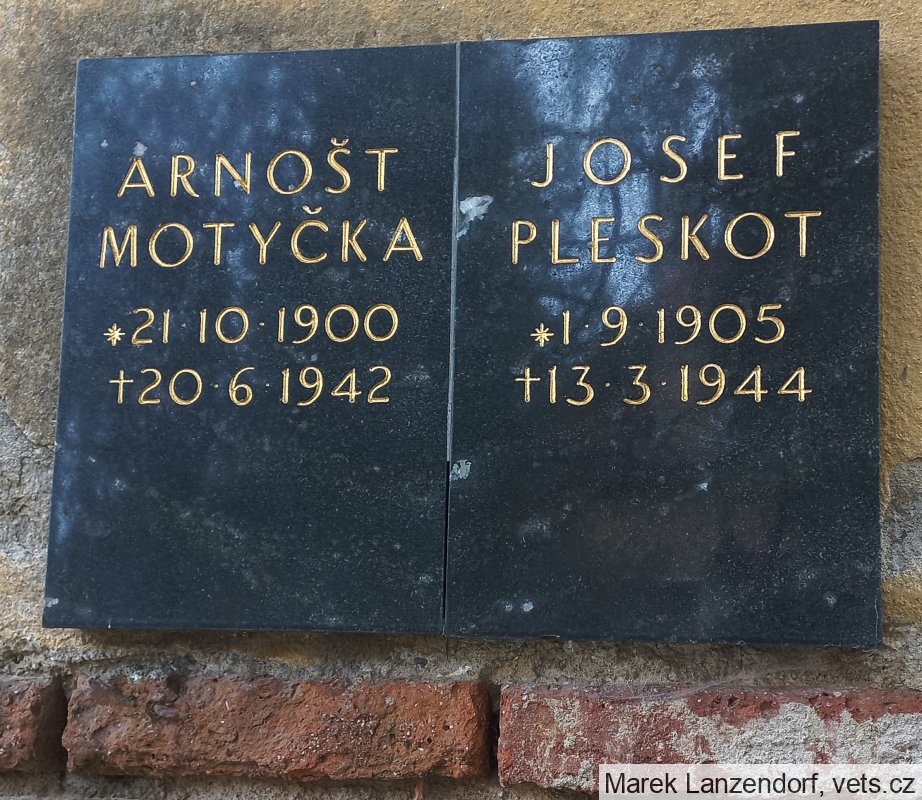 ARNOŠT
MOTYČKA
*21·10·1900
†20·6·1942
JOSEF
PLESKOT
*1·9·1905
†13·3·1944
Marek Lanzendorf, vets.cz